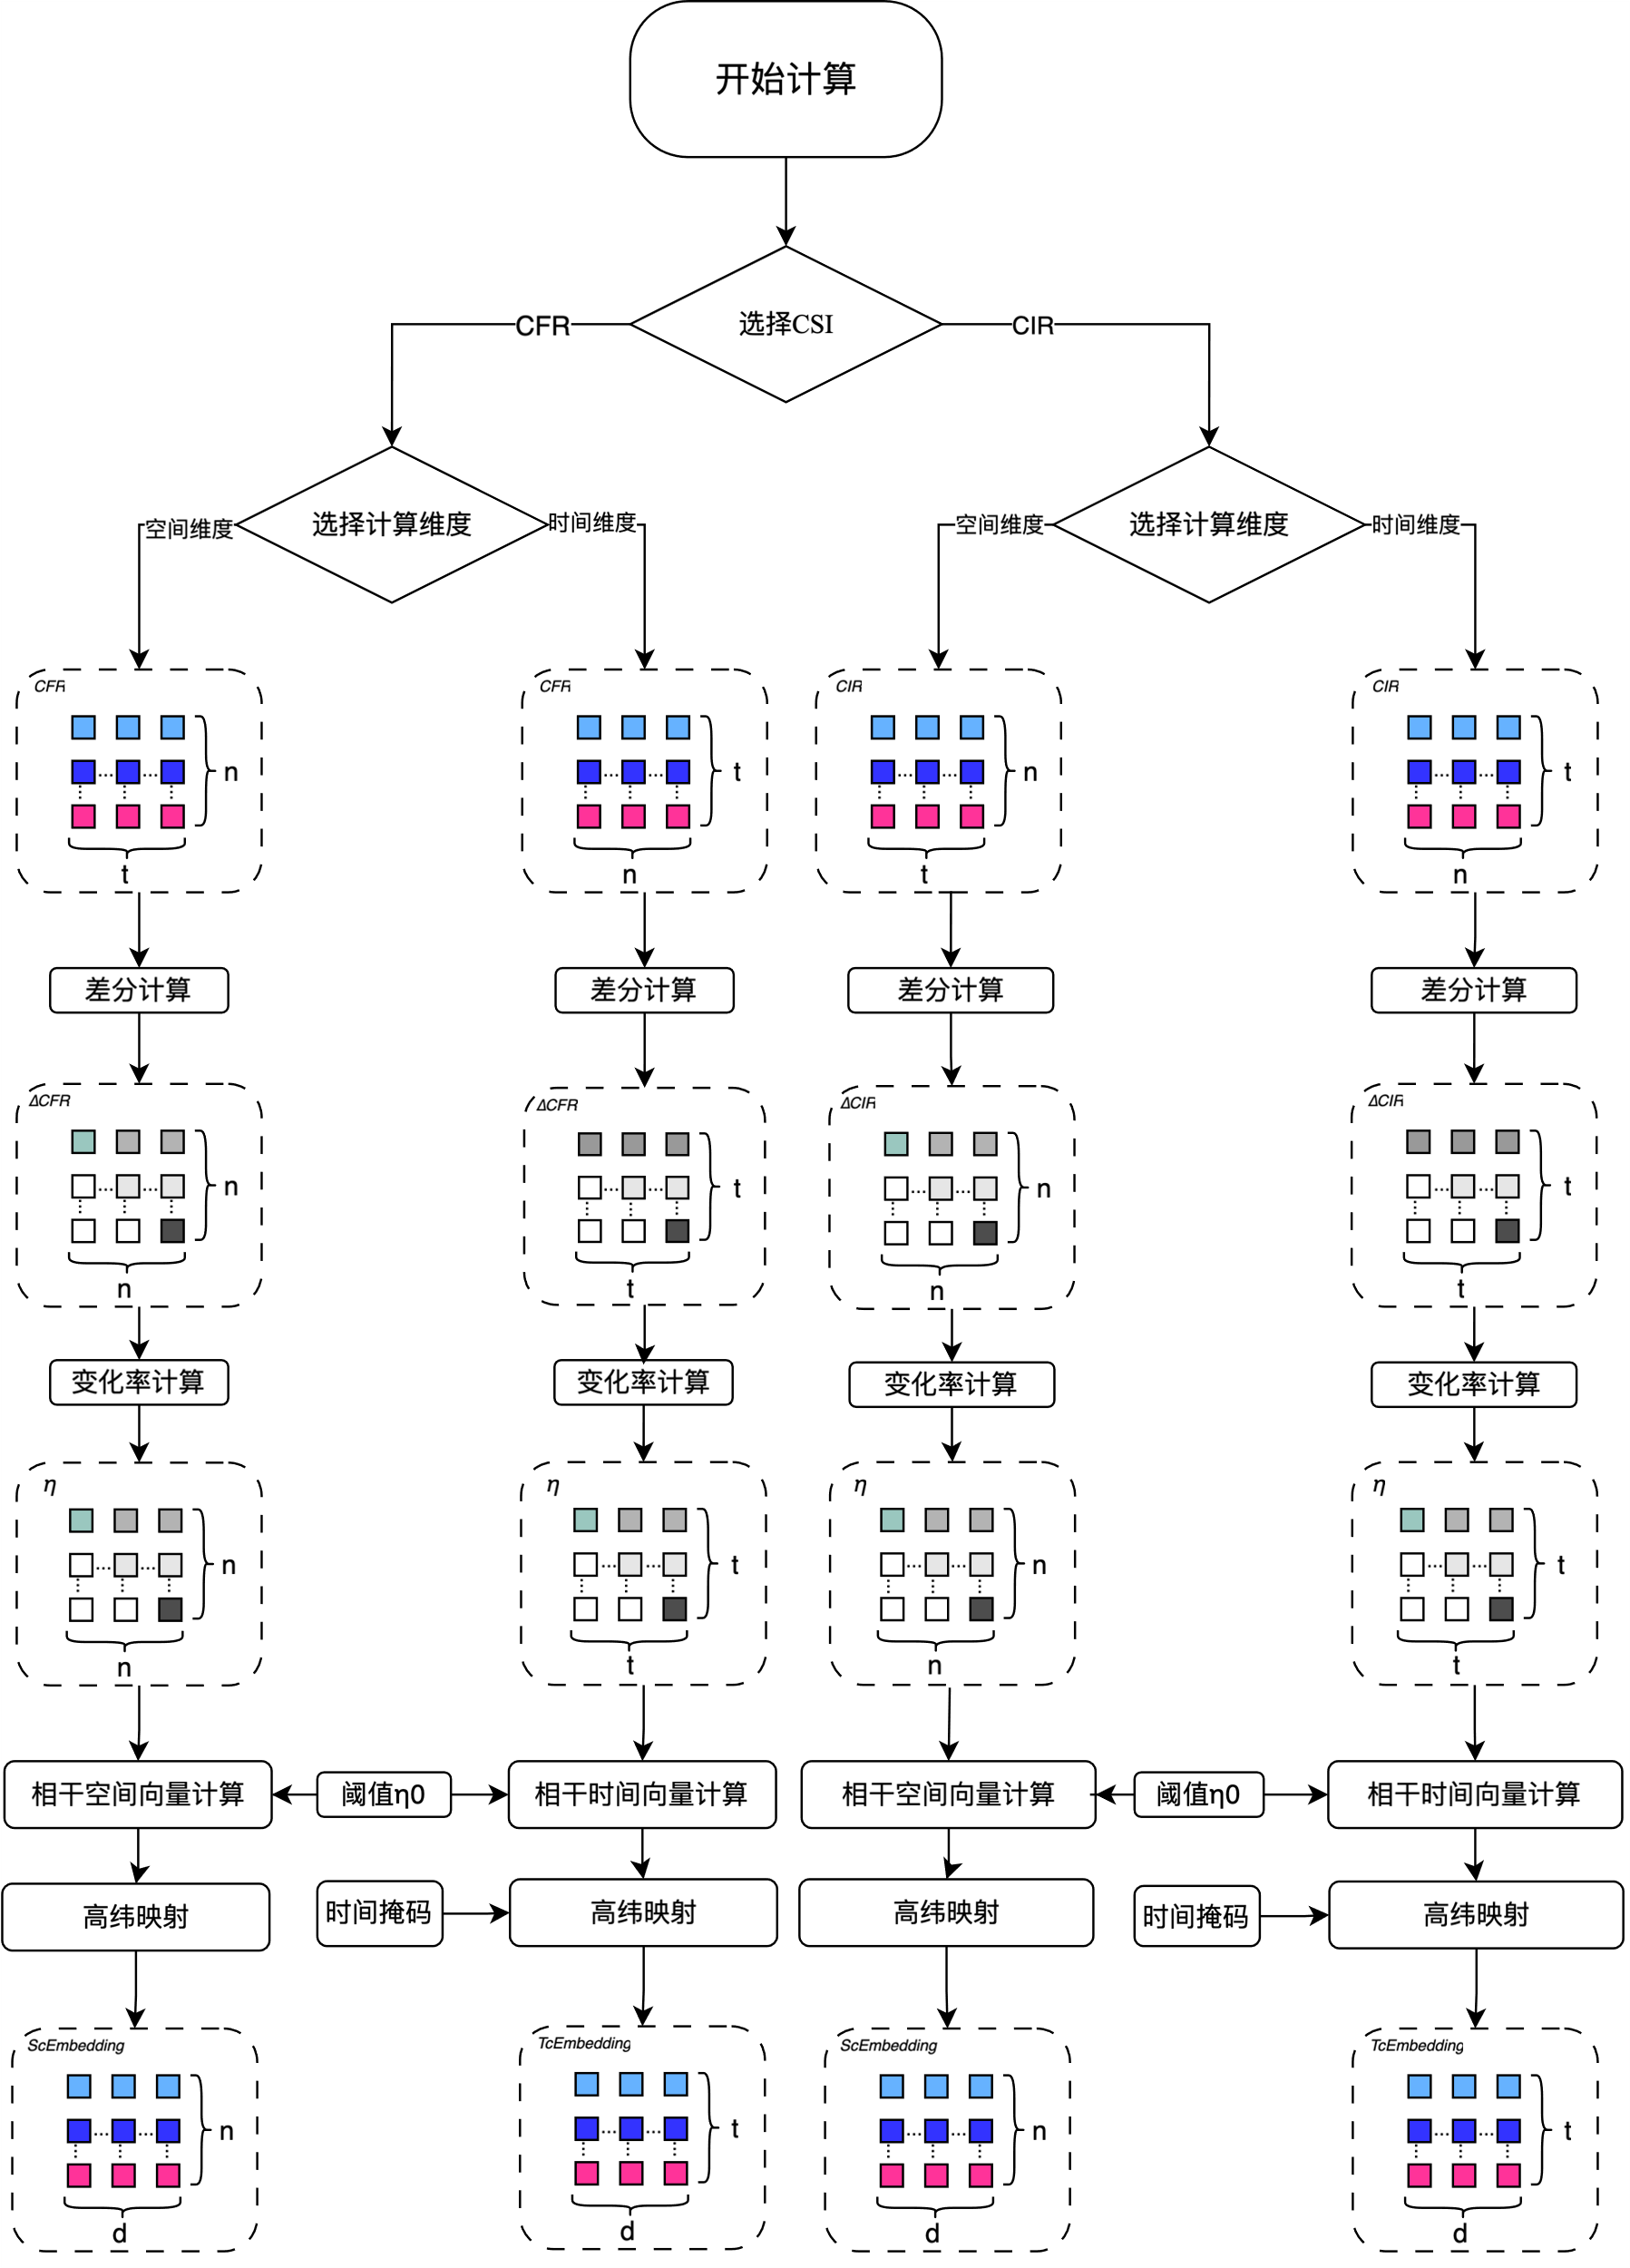 开始计算
选择CSI
CFR
CIR
选择计算维度
选择计算维度
空间维度
时间维度
空间维度
时间维度
CFR
n
t
CFR
t
n
CIR
n
t
CIR
t
n
差分计算
差分计算
差分计算
差分计算
ΔCFR
n
n
ΔCFR
t
t
ΔCIR
n
n
ΔCIR
t
t
变化率计算
变化率计算
变化率计算
变化率计算
η
n
n
η
t
t
η
n
n
η
t
t
相干空间向量计算
阈值η0
相干时间向量计算
相干空间向量计算
阈值η0
相干时间向量计算
高纬映射
时间掩码
高纬映射
高纬映射
时间掩码
高纬映射
ScEmbedding
n
d
TcEmbedding
t
d
ScEmbedding
n
d
TcEmbedding
t
d